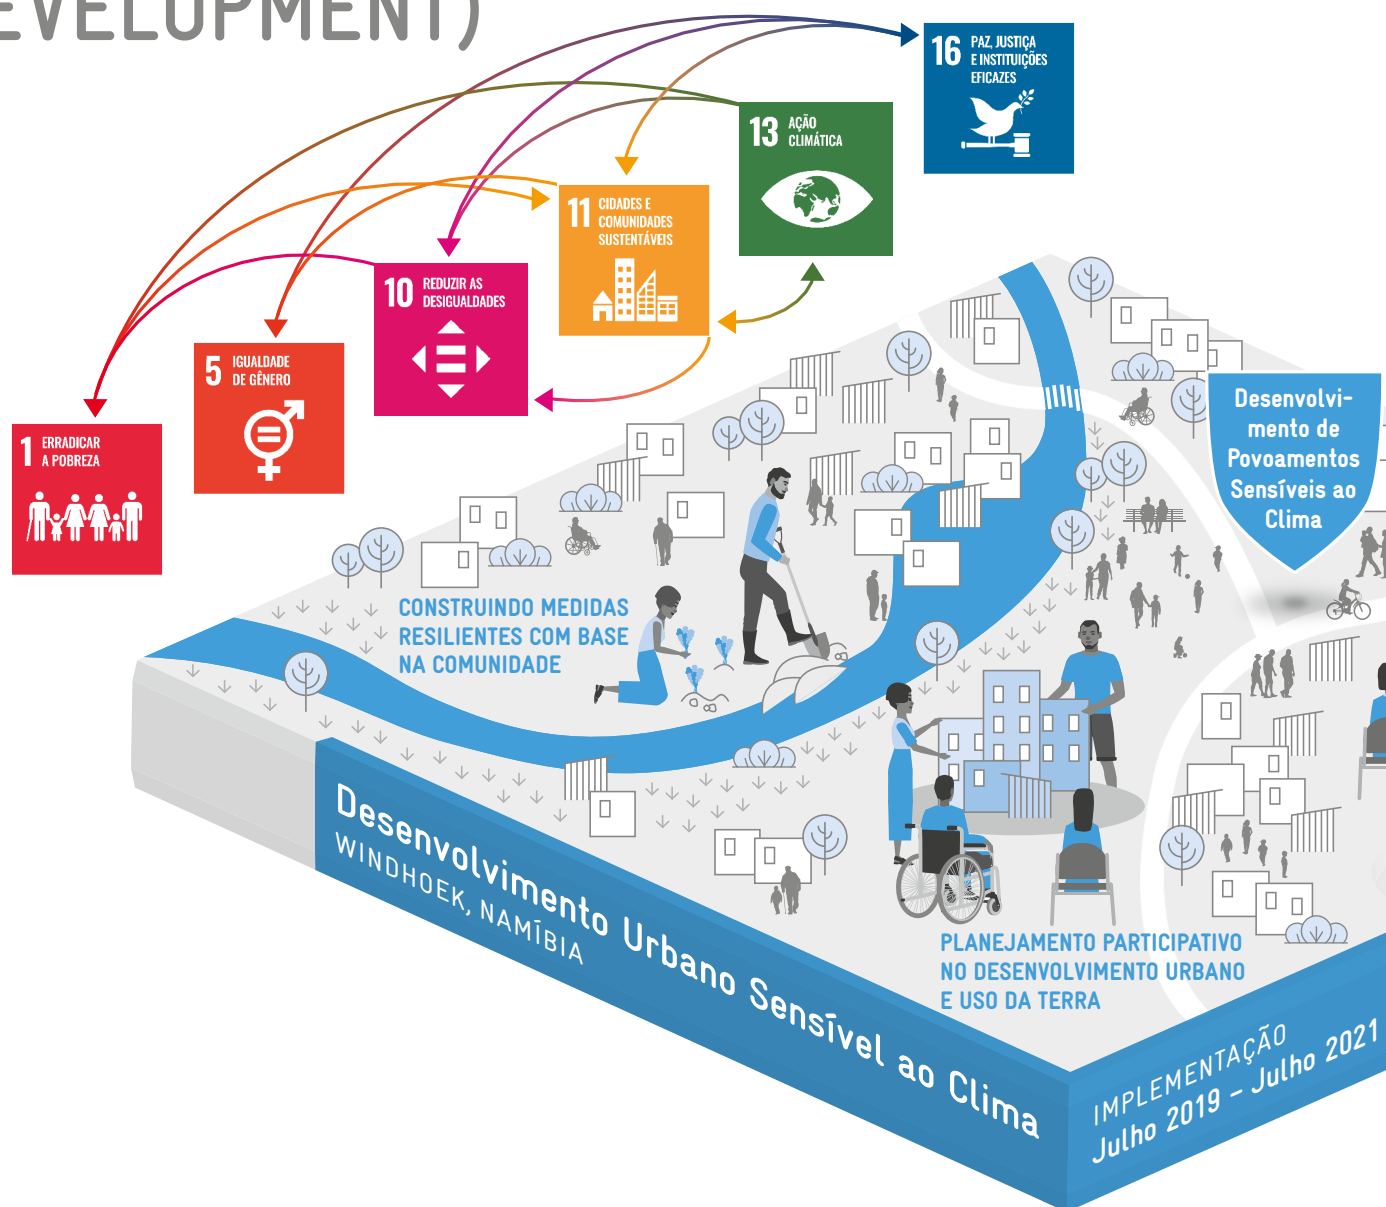 EVELOPMENT)
16 PAZ, JUSTIÇA
E INSTITUIÇÕES
EFICAZES
13 AÇÃO
CLIMÁTICA
11 CIDADES E
COMUNIDADES
SUSTENTÁVEIS
10 REDUZIR AS
DESIGUALDADES
5 IGUALDADE
DE GÊNERO
1 ERRADICAR
A POBREZA
Desenvolvi-
mento de
Povoamentos
Sensíveis ao
Clima
CONSTRUINDO MEDIDAS
RESILIENTES COM BASE
NA COMUNIDADE
PLANEJAMENTO PARTICIPATIVO
NO DESENVOLVIMENTO URBANO
E USO DA TERRA
Desenvolvimento Urbano Sensível ao Clima
WINDHOEK, NAMÍBIA
IMPLEMENTAÇÃO
Julho 2019 – Julho 2021